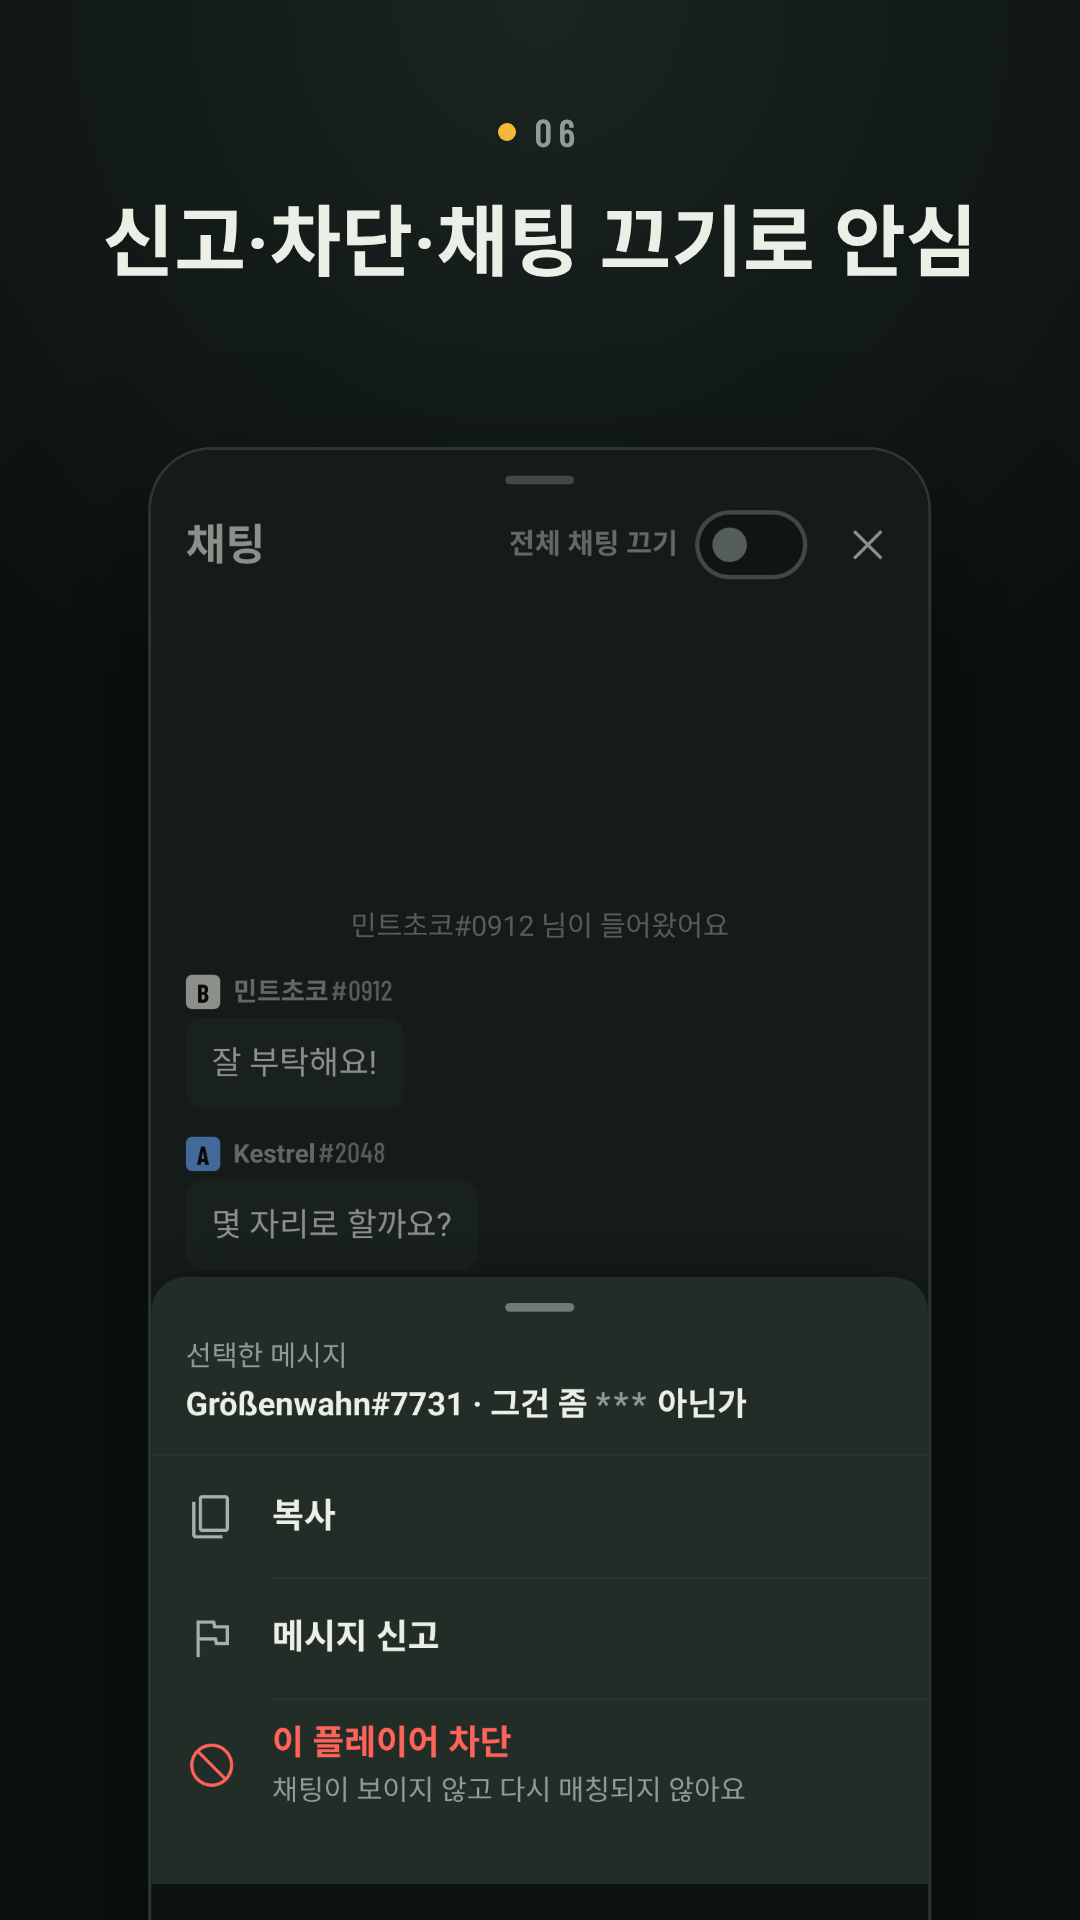 06
신고·차단·채팅 끄기로 안심
채팅
전체 채팅 끄기
민트초코#0912 님이 들어왔어요
B 민트초코#0912
잘 부탁해요!
A Kestrel#2048
몇 자리로 할까요?
선택한 메시지
Größenwahn#7731 · 그건 좀 *** 아닌가
복사
메시지 신고
이 플레이어 차단
채팅이 보이지 않고 다시 매칭되지 않아요